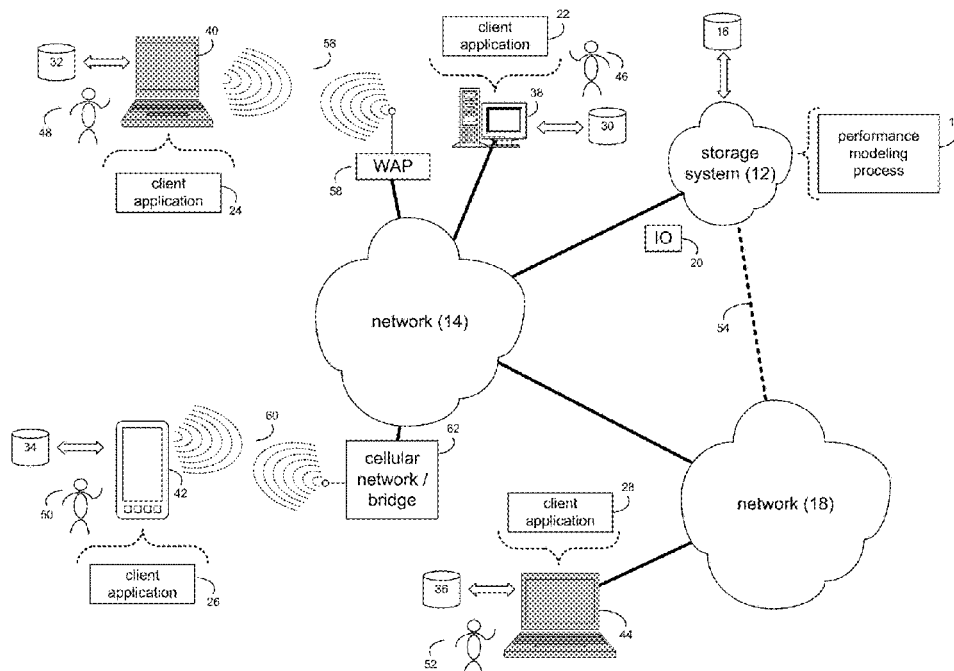 22
client
application
16
40
32
58
48
46
38
30
WAP
58
client
application
24
storage
system (12)
1
performance
modeling
process
IO
20
network (14)
54
60
62
34
42
50
cellular
network /
bridge
client
application
26
28
client
application
network (18)
36
44
52